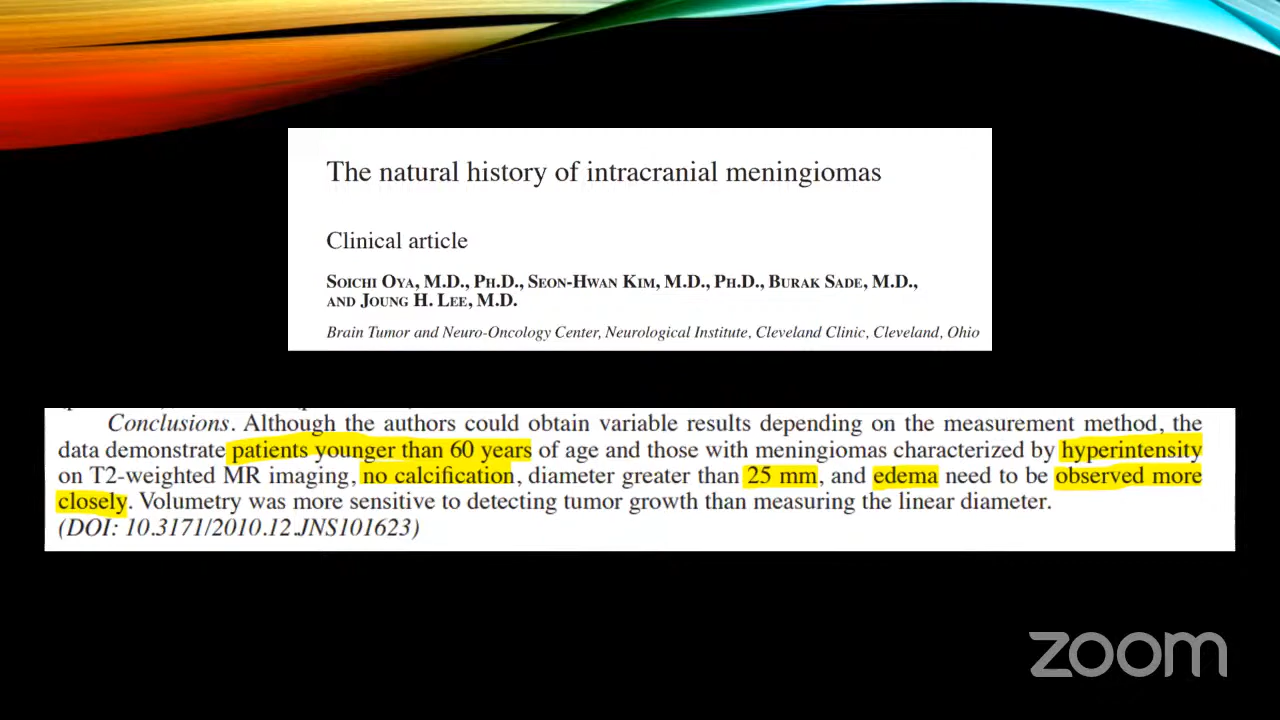 The natural history of intracranial meningiomas
Clinical article
Soichi Oya, M.D., Ph.D., Seon-Hwan Kim, M.D., Ph.D., Burak Sade, M.D.,
and Joung H. Lee, M.D.
Brain Tumor and Neuro-Oncology Center, Neurological Institute, Cleveland Clinic, Cleveland, Ohio
Conclusions. Although the authors could obtain variable results depending on the measurement method, the
data demonstrate patients younger than 60 years of age and those with meningiomas characterized by hyperintensity
on T2-weighted MR imaging, no calcification, diameter greater than 25 mm, and edema need to be observed more
closely. Volumetry was more sensitive to detecting tumor growth than measuring the linear diameter.
(DOI: 10.3171/2010.12.JNS101623)
zoom